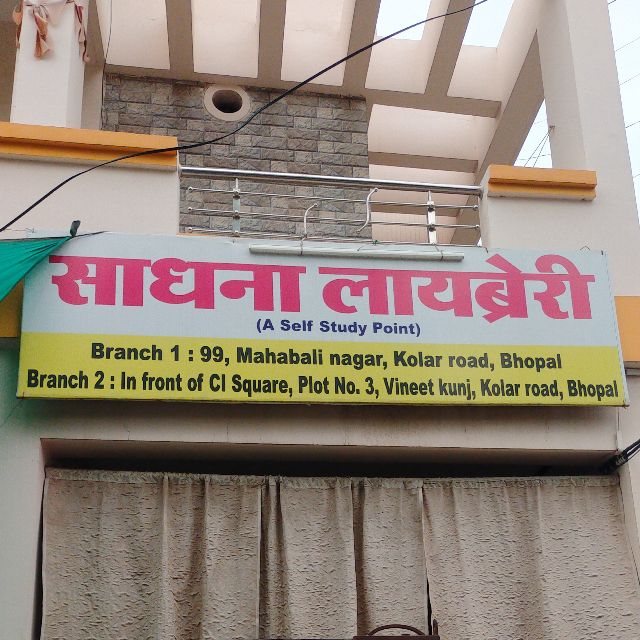 साधना लायब्रेरी
(A Self Study Point)
Branch 1 : 99, Mahabali nagar, Kolar road, Bhopal
Branch 2 : In front of CI Square, Plot No. 3, Vineet kunj, Kolar road, Bhopal